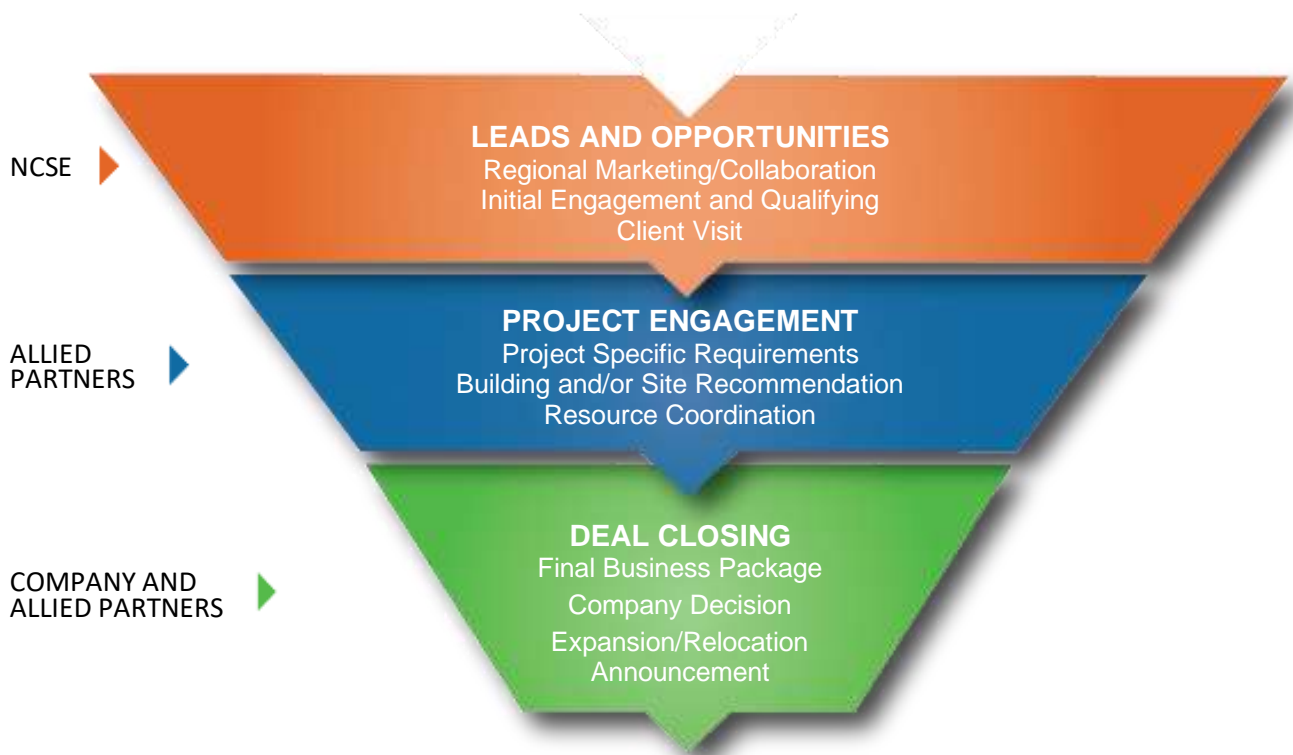 NCSE
LEADS AND OPPORTUNITIES
Regional Marketing/Collaboration
Initial Engagement and Qualifying
Client Visit
ALLIED
PARTNERS
PROJECT ENGAGEMENT
Project Specific Requirements
Building and/or Site Recommendation
Resource Coordination
COMPANY AND
ALLIED PARTNERS
DEAL CLOSING
Final Business Package
Company Decision
Expansion/Relocation
Announcement